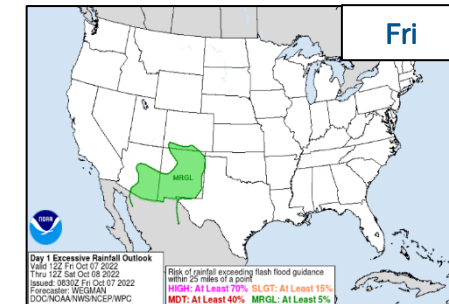 Fri
MRGL
NOAA
Day 1 Excessive Rainfall Outlook
Valid 12Z Fri Oct 07 2022
Thru 12Z Sat Oct 08 2022
Issued: 0830Z Fri Oct 07 2022
Forecaster: WEGMAN
DOC/NOAA/NWS/NCEP/WPC
Risk of rainfall exceeding flash flood guidance
within 25 miles of a point
HIGH: At Least 70% SLGT: At Least 15%
MDT: At Least 40% MRGL: At Least 5%